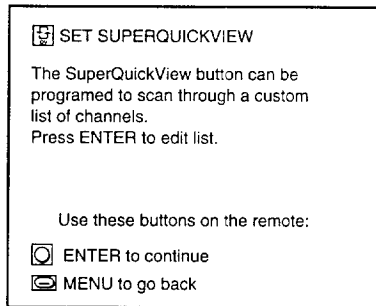 SET SUPERQUICKVIEW
The SuperQuickView button can be
programed to scan through a custom
list of channels.
Press ENTER to edit list.
Use these buttons on the remote:
ENTER to continue
MENU to go back